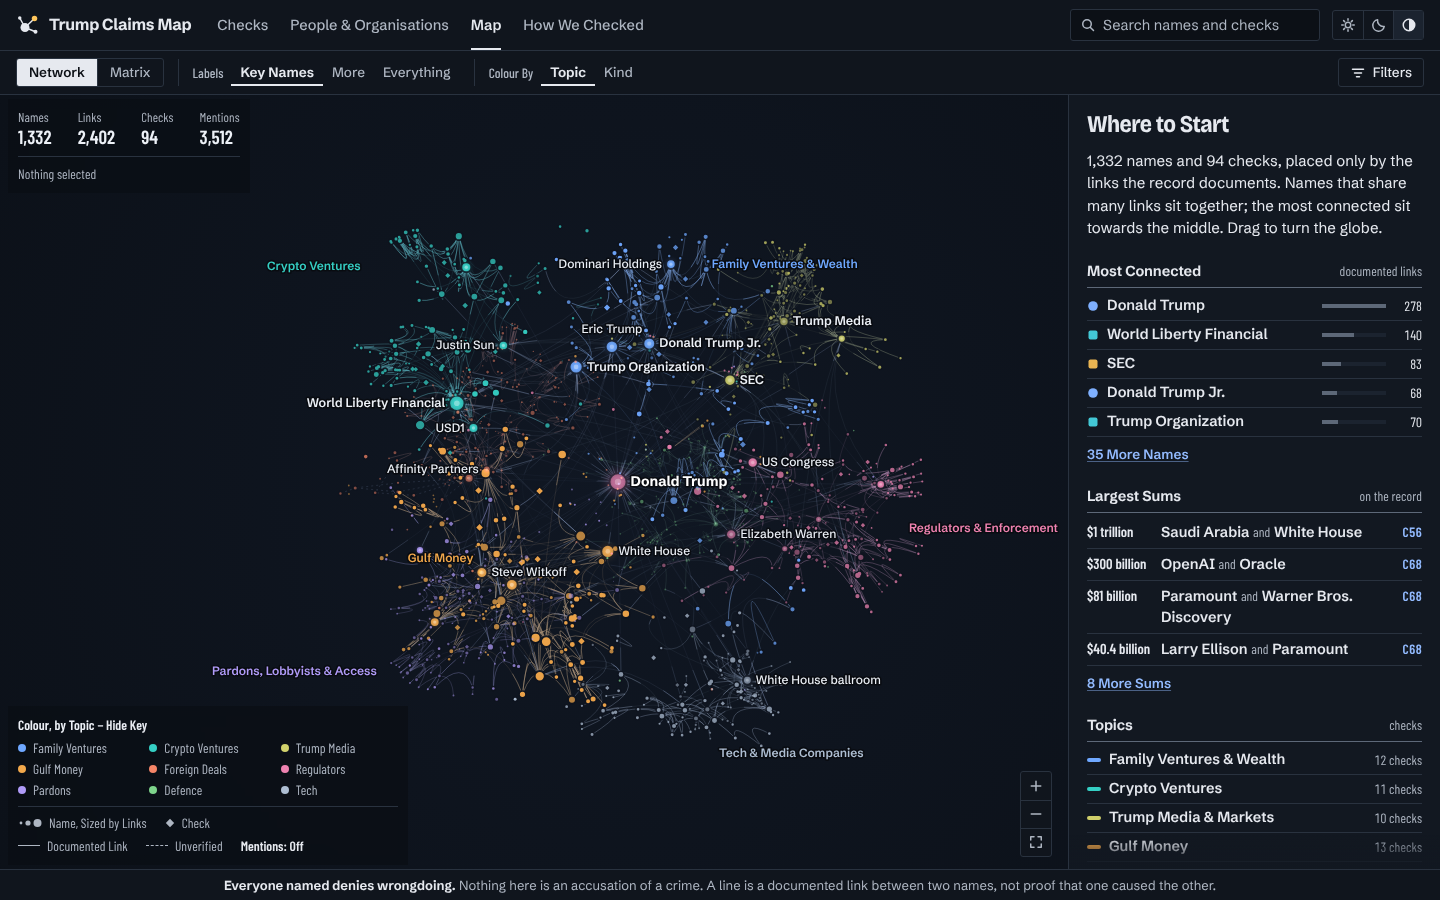 Trump Claims Map
Checks
People & Organisations
Map
How We Checked
Search names and checks
Network
Matrix
Labels
Key Names
More
Everything
Colour By
Topic
Kind
Filters
Names
Links
Checks
Mentions
1,332
2,402
94
3,512
Nothing selected
Crypto Ventures
Dominari Holdings
Family Ventures & Wealth
Eric Trump
Trump Media
Justin Sun
Donald Trump Jr.
Trump Organization
SEC
World Liberty Financial
USD1
Affinity Partners
US Congress
Donald Trump
Regulators & Enforcement
Elizabeth Warren
Gulf Money
White House
Steve Witkoff
Pardons, Lobbyists & Access
White House ballroom
Tech & Media Companies
Colour, by Topic – Hide Key
Family Ventures
Crypto Ventures
Trump Media
Gulf Money
Foreign Deals
Regulators
Pardons
Defence
Tech
Name, Sized by Links
Check
Documented Link
Unverified
Mentions: Off
Where to Start
1,332 names and 94 checks, placed only by the
links the record documents. Names that share
many links sit together; the most connected sit
towards the middle. Drag to turn the globe.
Most Connected
documented links
Donald Trump
278
World Liberty Financial
140
SEC
83
Donald Trump Jr.
68
Trump Organization
70
35 More Names
Largest Sums
on the record
$1 trillion
Saudi Arabia and White House
C56
$300 billion
OpenAI and Oracle
C68
$81 billion
Paramount and Warner Bros.
Discovery
C68
$40.4 billion
Larry Ellison and Paramount
C68
8 More Sums
Topics
checks
Family Ventures & Wealth
12 checks
Crypto Ventures
11 checks
Trump Media & Markets
10 checks
Gulf Money
13 checks
Everyone named denies wrongdoing. Nothing here is an accusation of a crime. A line is a documented link between two names, not proof that one caused the other.